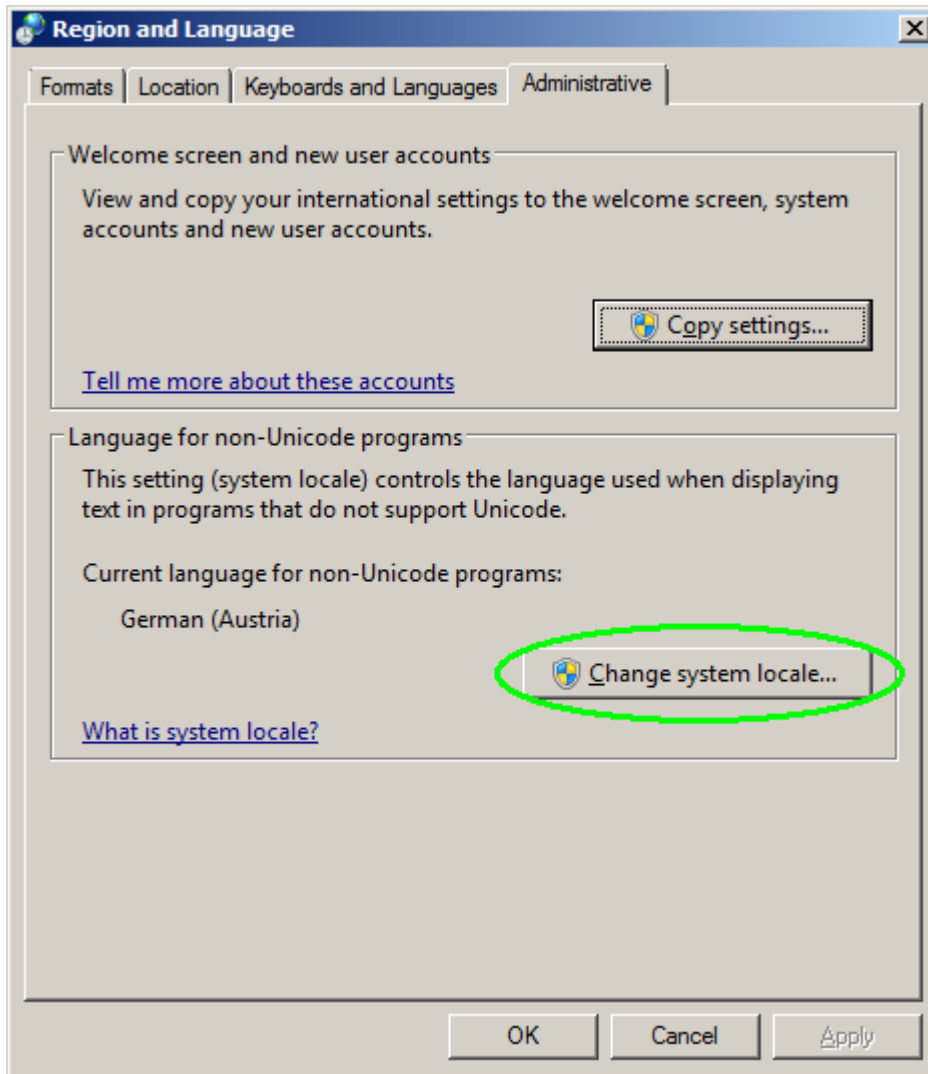 Region and Language
Formats Location Keyboards and Languages Administrative
Welcome screen and new user accounts
View and copy your international settings to the welcome screen, system
accounts and new user accounts.
Copy settings...
Tell me more about these accounts
Language for non-Unicode programs
This setting (system locale) controls the language used when displaying
text in programs that do not support Unicode.
Current language for non-Unicode programs:
German (Austria)
Change system locale...
What is system locale?
OK Cancel Apply